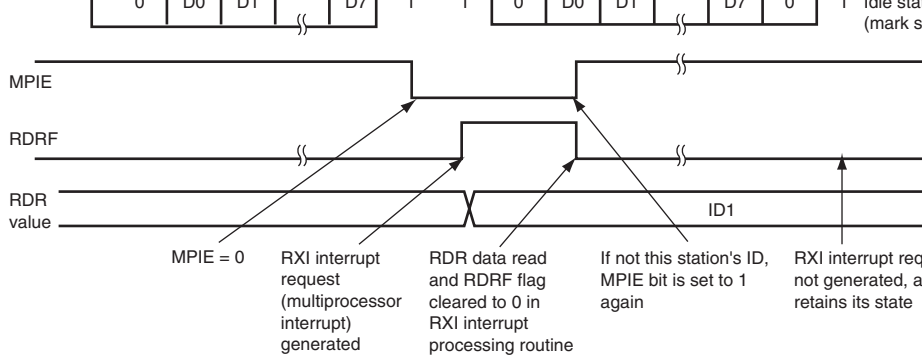 0 D0 D1 D7 1 1 0 D0 D1 D7 0 1
(mark s
MPIE
RDRF
RDR
value
ID1
MPIE = 0
RXI interrupt
request
(multiprocessor
interrupt)
generated
RDR data read
and RDRF flag
cleared to 0 in
RXI interrupt
processing routine
If not this station's ID,
MPIE bit is set to 1
again
RXI interrupt req
not generated, a
retains its state